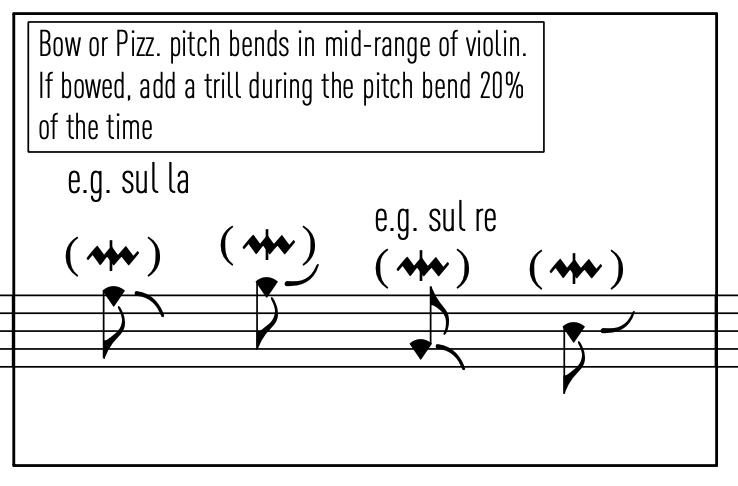 Bow or Pizz. pitch bends in mid-range of violin.
If bowed, add a trill during the pitch bend 20%
of the time
e.g. sul la
e.g. sul re